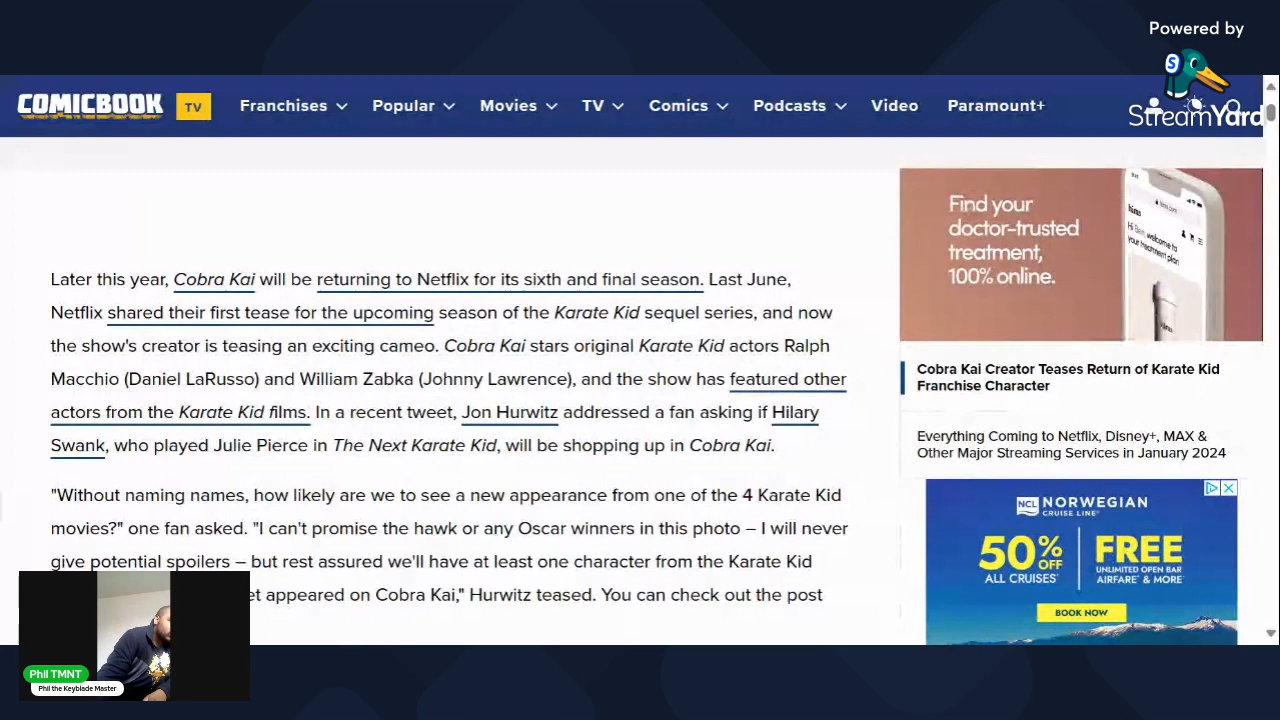 Powered by
StreamYard
COMICBOOK TV Franchises Popular Movies TV Comics Podcasts Video Paramount+
Later this year, Cobra Kai will be returning to Netflix for its sixth and final season. Last June,
Netflix shared their first tease for the upcoming season of the Karate Kid sequel series, and now
the show's creator is teasing an exciting cameo. Cobra Kai stars original Karate Kid actors Ralph
Macchio (Daniel LaRusso) and William Zabka (Johnny Lawrence), and the show has featured other
actors from the Karate Kid films. In a recent tweet, Jon Hurwitz addressed a fan asking if Hilary
Swank, who played Julie Pierce in The Next Karate Kid, will be shopping up in Cobra Kai.
"Without naming names, how likely are we to see a new appearance from one of the 4 Karate Kid
movies?" one fan asked. "I can't promise the hawk or any Oscar winners in this photo – I will never
give potential spoilers – but rest assured we'll have at least one character from the Karate Kid
appeared on Cobra Kai," Hurwitz teased. You can check out the post
Find your
doctor-trusted
treatment,
100% online.
hims
Cobra Kai Creator Teases Return of Karate Kid
Franchise Character
Everything Coming to Netflix, Disney+, MAX &
Other Major Streaming Services in January 2024
NCL NORWEGIAN
CRUISE LINE
50% OFF
ALL CRUISES
FREE
UNLIMITED OPEN BAR
AIRFARE & MORE
BOOK NOW
Phil TMNT
Phil the Keyblade Master